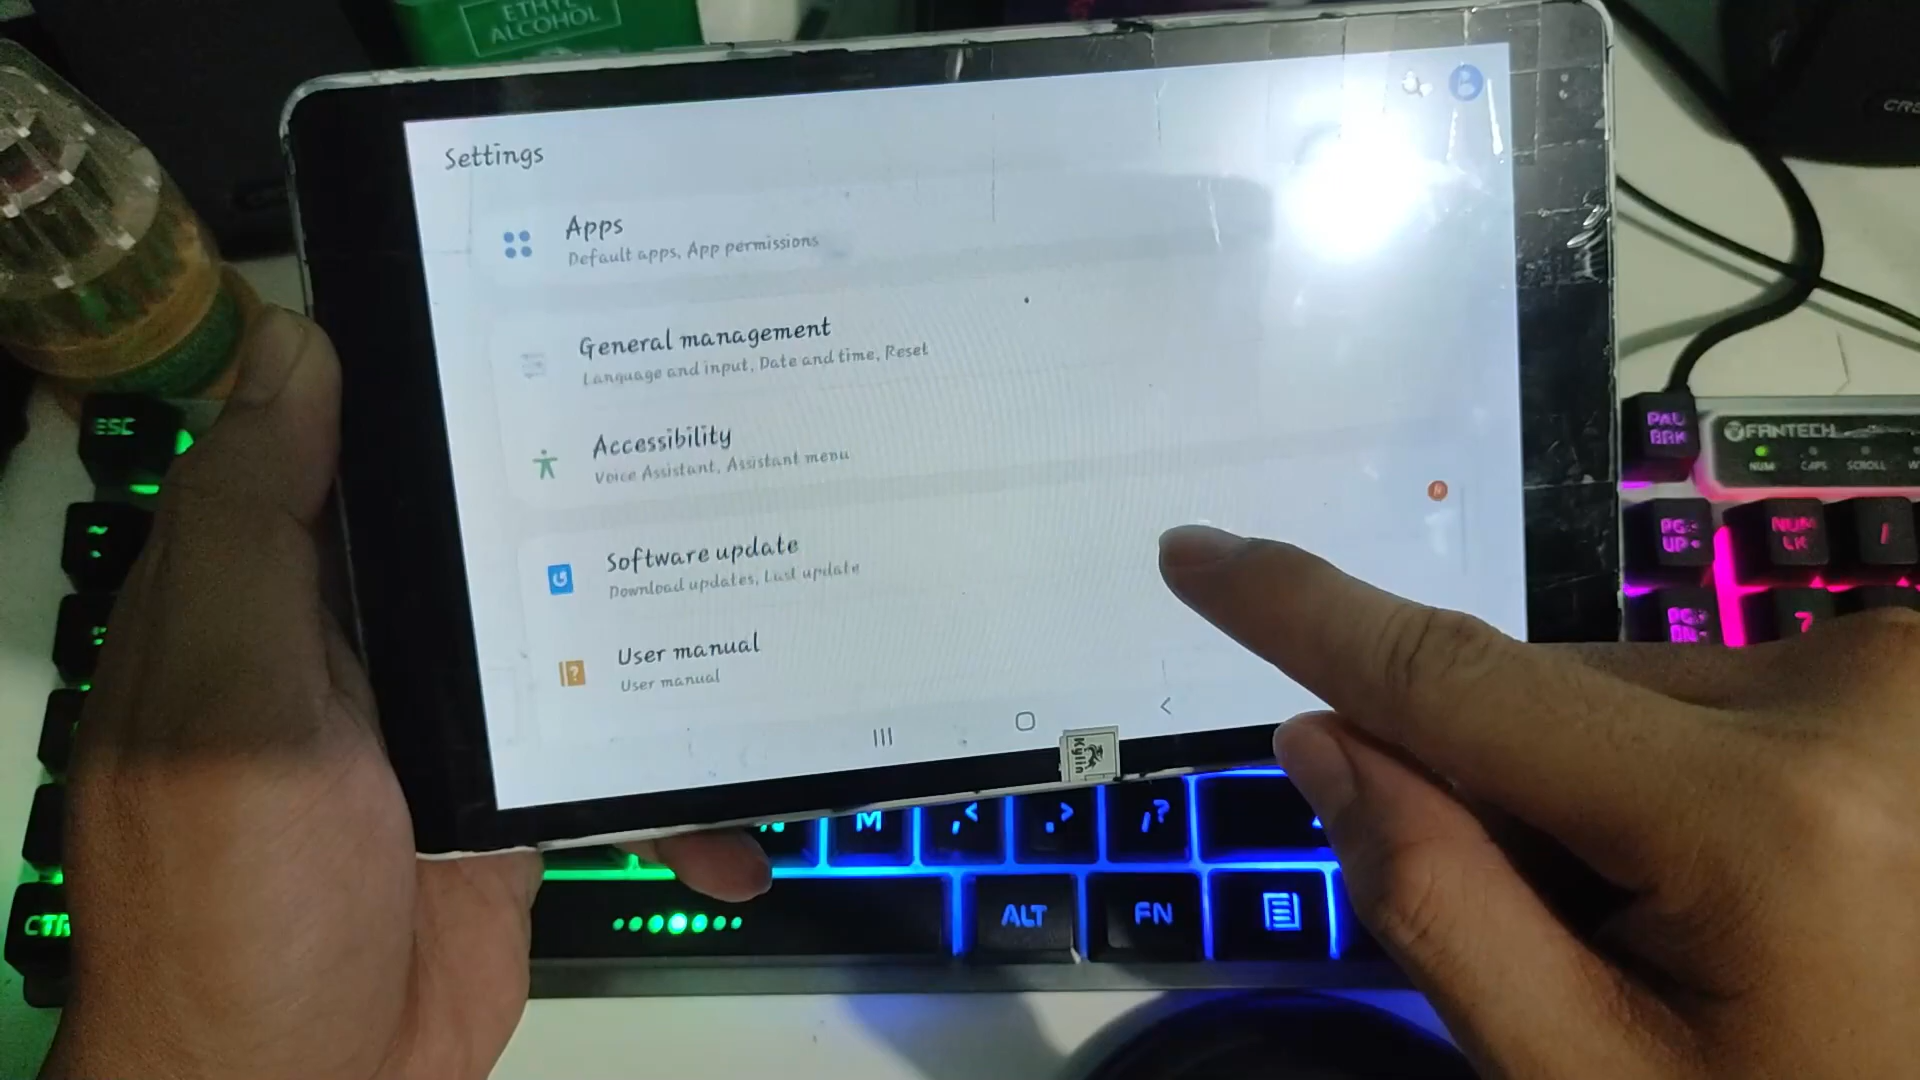 ETHYL
ALCOHOL
Settings
Apps
Default apps, App permissions
General management
Language and input, Date and time, Reset
Accessibility
Voice Assistant, Assistant menu
Software update
Download updates, Last update
N
User manual
User manual
Kylin
ESC
CTR
M
,<
.>
/?
ALT
FN
PAU
BRK
FANTECH
NUM
CAPS
SCROLL
PG
UP
NUM
LK
/
PG
DN
7